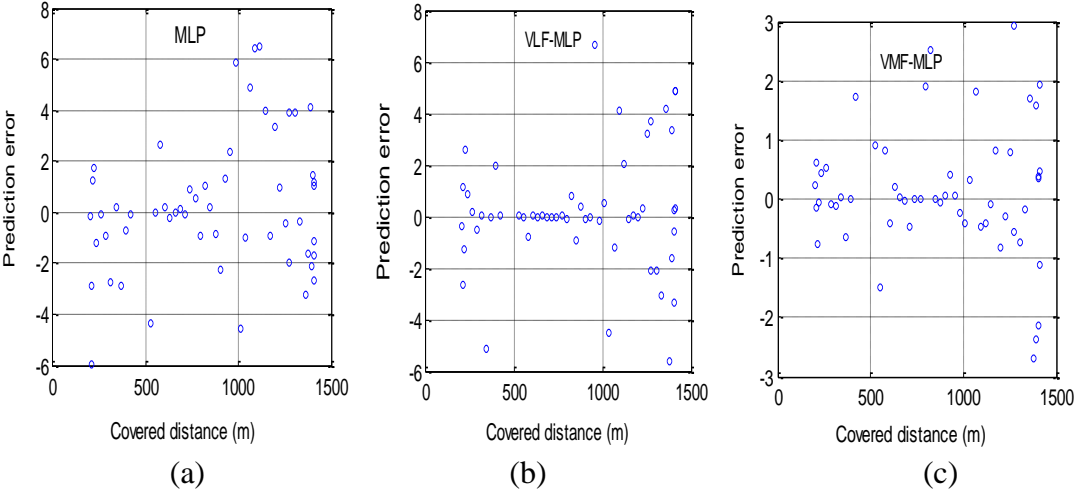 MLP
8
6
4
2
0
-2
-4
-6
0
500
1000
1500
Prediction error
Covered distance (m)
(a)
VLF-MLP
8
6
4
2
0
-2
-4
-6
0
500
1000
1500
Prediction error
Covered distance (m)
(b)
VMF-MLP
3
2
1
0
-1
-2
-3
0
500
1000
1500
Prediction error
Covered distance (m)
(c)